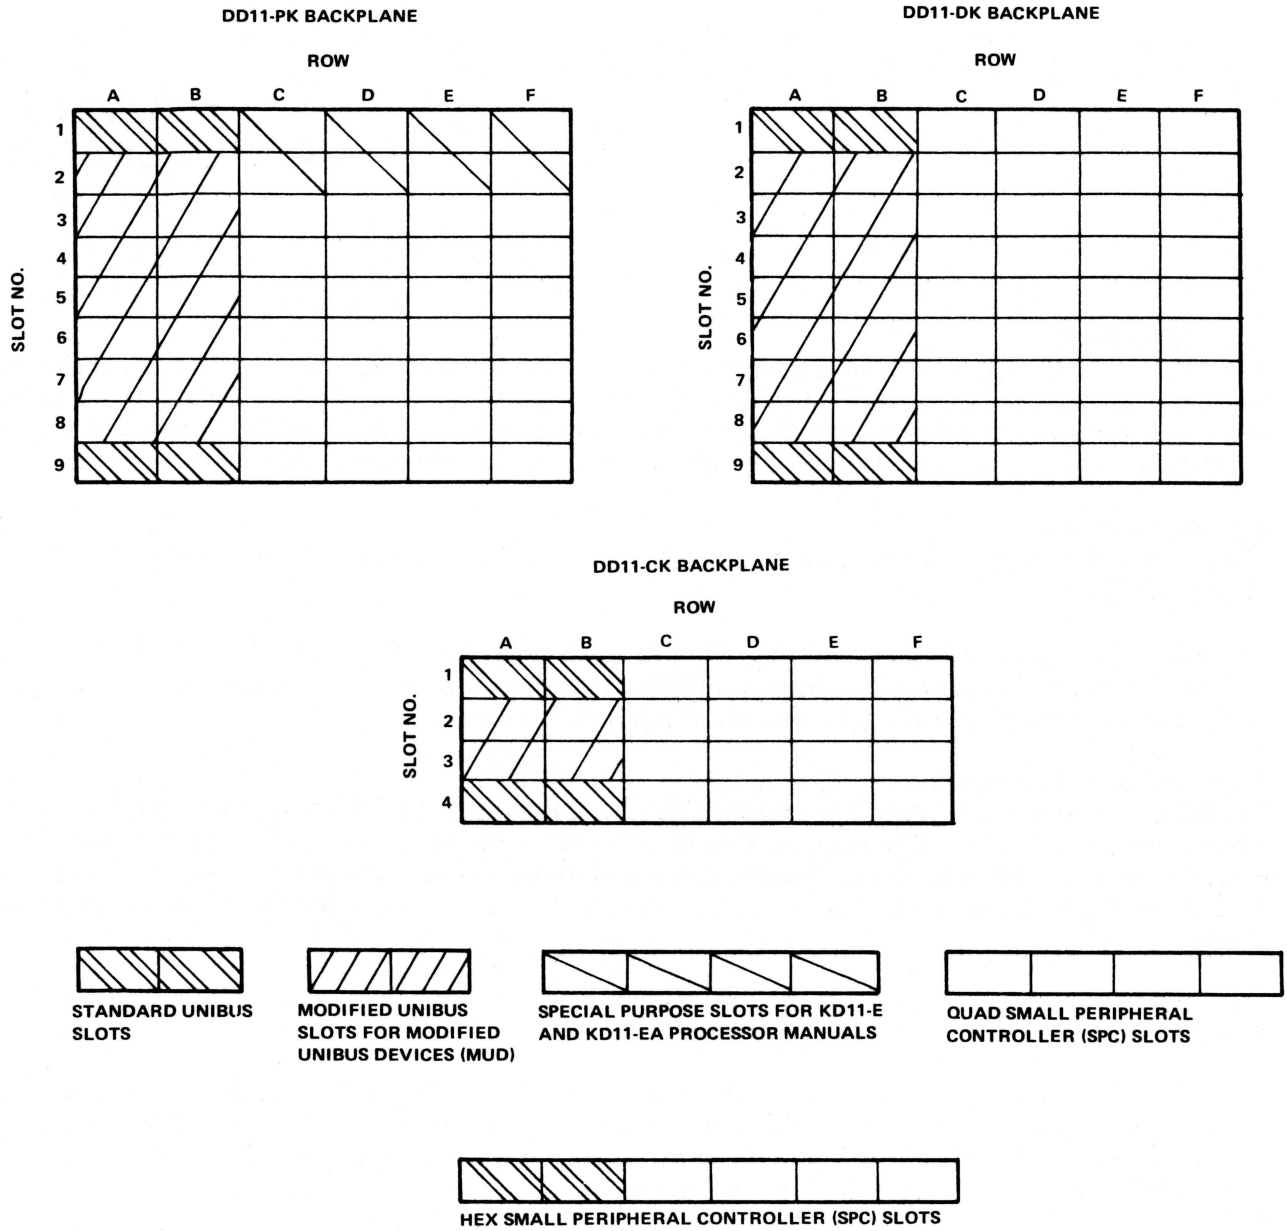 DD11-PK BACKPLANE
ROW
A B C D E F
SLOT NO.
1
2
3
4
5
6
7
8
9
DD11-DK BACKPLANE
ROW
A B C D E F
SLOT NO.
1
2
3
4
5
6
7
8
9
DD11-CK BACKPLANE
ROW
A B C D E F
SLOT NO.
1
2
3
4
STANDARD UNIBUS
SLOTS
MODIFIED UNIBUS
SLOTS FOR MODIFIED
UNIBUS DEVICES (MUD)
SPECIAL PURPOSE SLOTS FOR KD11-E
AND KD11-EA PROCESSOR MANUALS
QUAD SMALL PERIPHERAL
CONTROLLER (SPC) SLOTS
HEX SMALL PERIPHERAL CONTROLLER (SPC) SLOTS